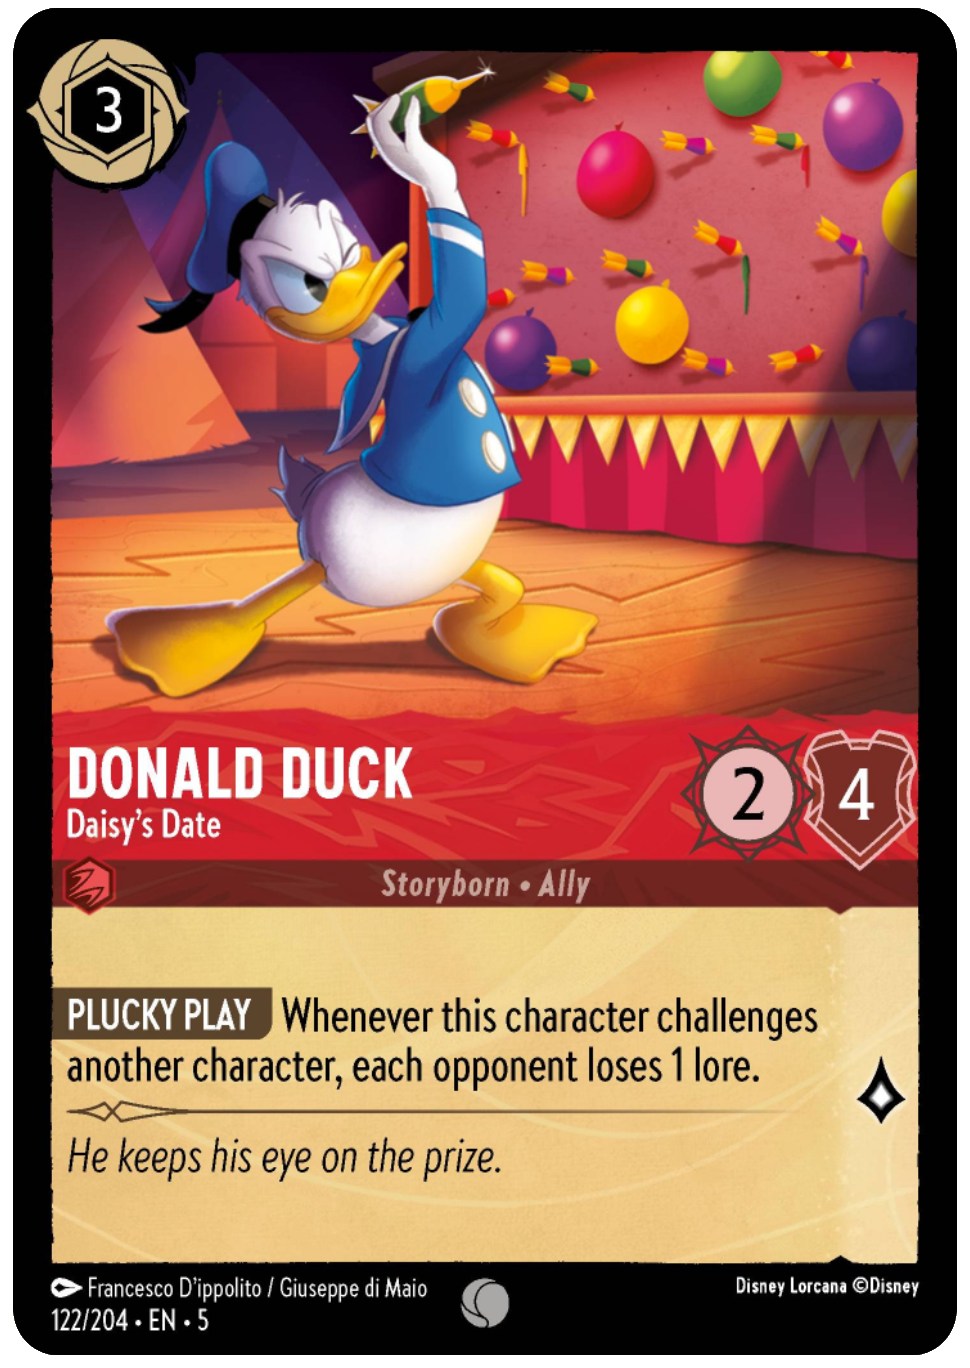 3
DONALD DUCK
Daisy's Date
2
4
Storyborn • Ally
PLUCKY PLAY Whenever this character challenges
another character, each opponent loses 1 lore.
He keeps his eye on the prize.
Francesco D'ippolito / Giuseppe di Maio
Disney Lorcana ©Disney
122/204 • EN • 5